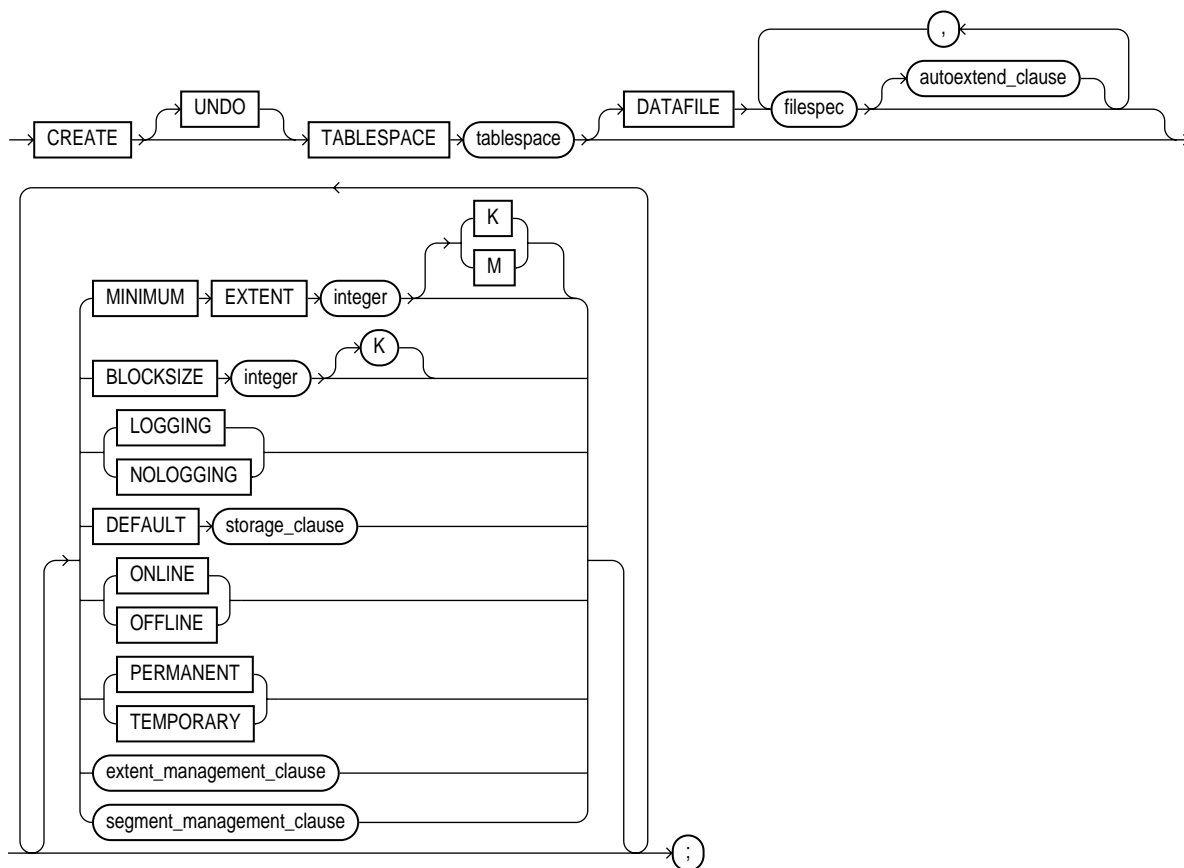 ,
autoextend_clause
UNDO
DATAFILE filespec
CREATE TABLESPACE tablespace
K
M
MINIMUM EXTENT integer
K
BLOCKSIZE integer
LOGGING
NOLOGGING
DEFAULT storage_clause
ONLINE
OFFLINE
PERMANENT
TEMPORARY
extent_management_clause
segment_management_clause
;